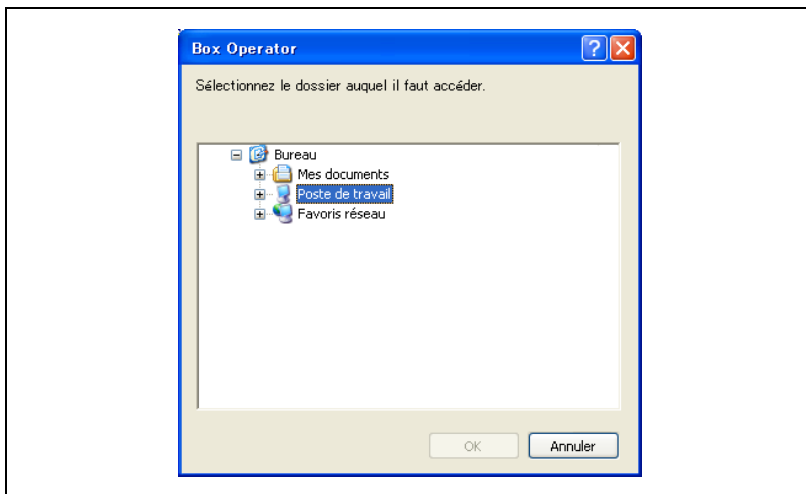 Box Operator
Sélectionnez le dossier auquel il faut accéder.
Bureau
Mes documents
Poste de travail
Favoris réseau
OK
Annuler